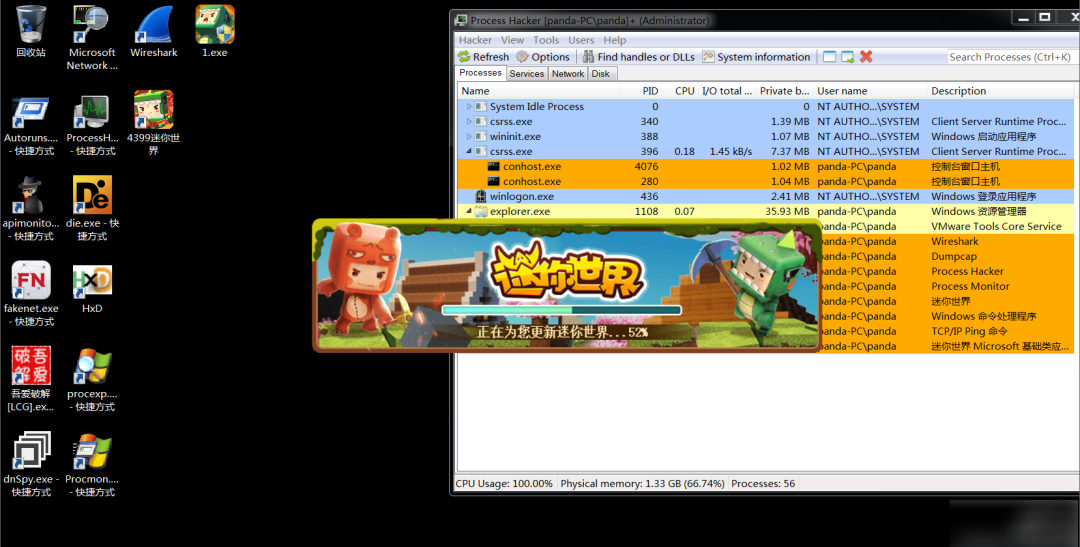 回收站
Microsoft
Network ...
Wireshark
1.exe
Autoruns....
- 快捷方式
ProcessH...
- 快捷方式
4399迷你世
界
apimonito...
- 快捷方式
die.exe - 快
捷方式
FN
fakenet.exe
- 快捷方式
HxD
HxD
破吾
解爱
吾爱破解
[LCG].ex...
procexp....
- 快捷方式
dnSpy.exe -
快捷方式
Procmon....
- 快捷方式
Process Hacker [panda-PC\panda]+ (Administrator)
Hacker View Tools Users Help
Refresh Options Find handles or DLLs System information Search Processes (Ctrl+K)
Processes Services Network Disk
Name PID CPU I/O total ... Private b... User name Description
System Idle Process 0 0 NT AUTHO...\SYSTEM
csrss.exe 340 1.39 MB NT AUTHO...\SYSTEM Client Server Runtime Proc...
wininit.exe 388 1.07 MB NT AUTHO...\SYSTEM Windows 启动应用程序
csrss.exe 396 0.18 1.45 kB/s 7.37 MB NT AUTHO...\SYSTEM Client Server Runtime Proc...
conhost.exe 4076 1.02 MB panda-PC\panda 控制台窗口主机
conhost.exe 280 1.04 MB panda-PC\panda 控制台窗口主机
winlogon.exe 436 2.41 MB NT AUTHO...\SYSTEM Windows 登录应用程序
explorer.exe 1108 0.07 35.93 MB panda-PC\panda Windows 资源管理器
panda-PC\panda VMware Tools Core Service
panda-PC\panda Wireshark
panda-PC\panda Dumpcap
panda-PC\panda Process Hacker
panda-PC\panda Process Monitor
panda-PC\panda 迷你世界
panda-PC\panda Windows 命令处理程序
panda-PC\panda TCP/IP Ping 命令
panda-PC\panda 迷你世界 Microsoft 基础类应...
迷你世界
正在为您更新迷你世界...52%
CPU Usage: 100.00% Physical memory: 1.33 GB (66.74%) Processes: 56